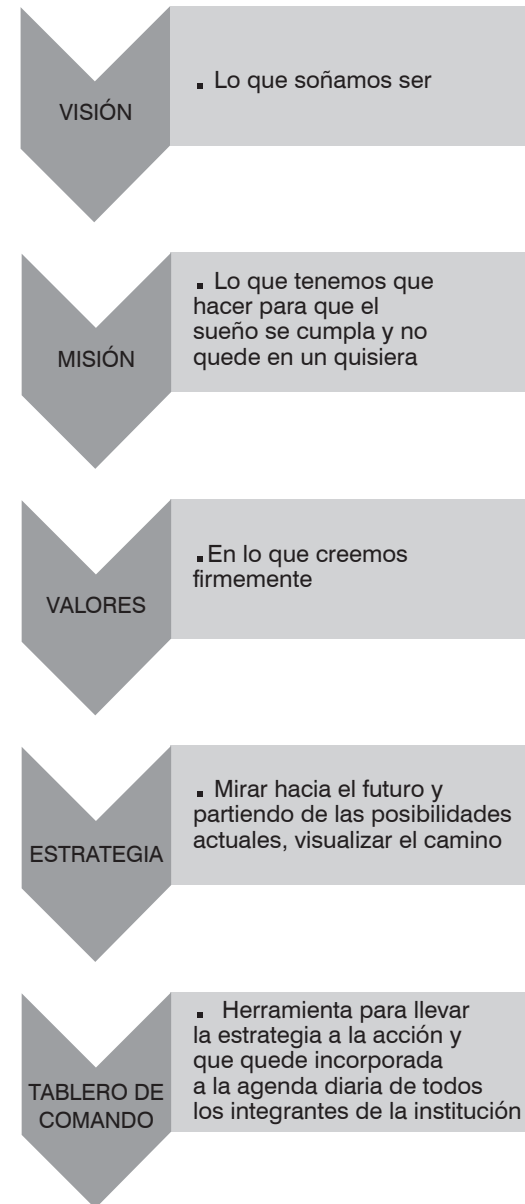 VISIÓN
▪ Lo que soñamos ser
MISIÓN
▪ Lo que tenemos que
hacer para que el
sueño se cumpla y no
quede en un quisiera
VALORES
▪En lo que creemos
firmemente
ESTRATEGIA
▪ Mirar hacia el futuro y
partiendo de las posibilidades
actuales, visualizar el camino
TABLERO DE
COMANDO
▪ Herramienta para llevar
la estrategia a la acción y
que quede incorporada
a la agenda diaria de todos
los integrantes de la institución